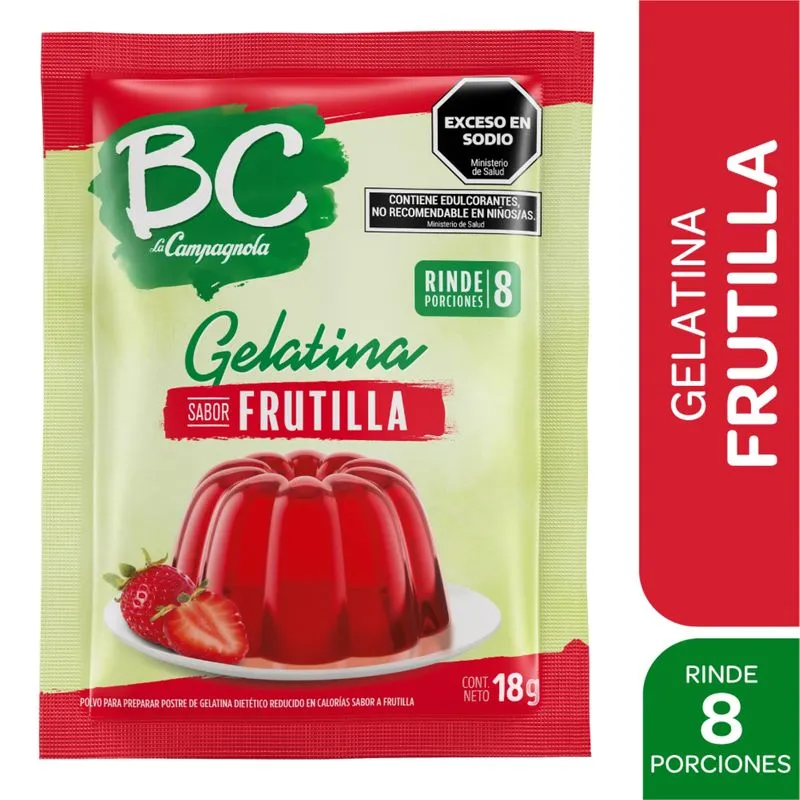 BC
La Campagnola
EXCESO EN
SODIO
Ministerio
de Salud
CONTIENE EDULCORANTES,
NO RECOMENDABLE EN NIÑOS/AS.
Ministerio de Salud
RINDE
PORCIONES
8
Gelatina
SABOR FRUTILLA
CONT.
NETO 18g
POLVO PARA PREPARAR POSTRE DE GELATINA DIETÉTICO REDUCIDO EN CALORÍAS SABOR A FRUTILLA
GELATINA
FRUTILLA
RINDE
8
PORCIONES